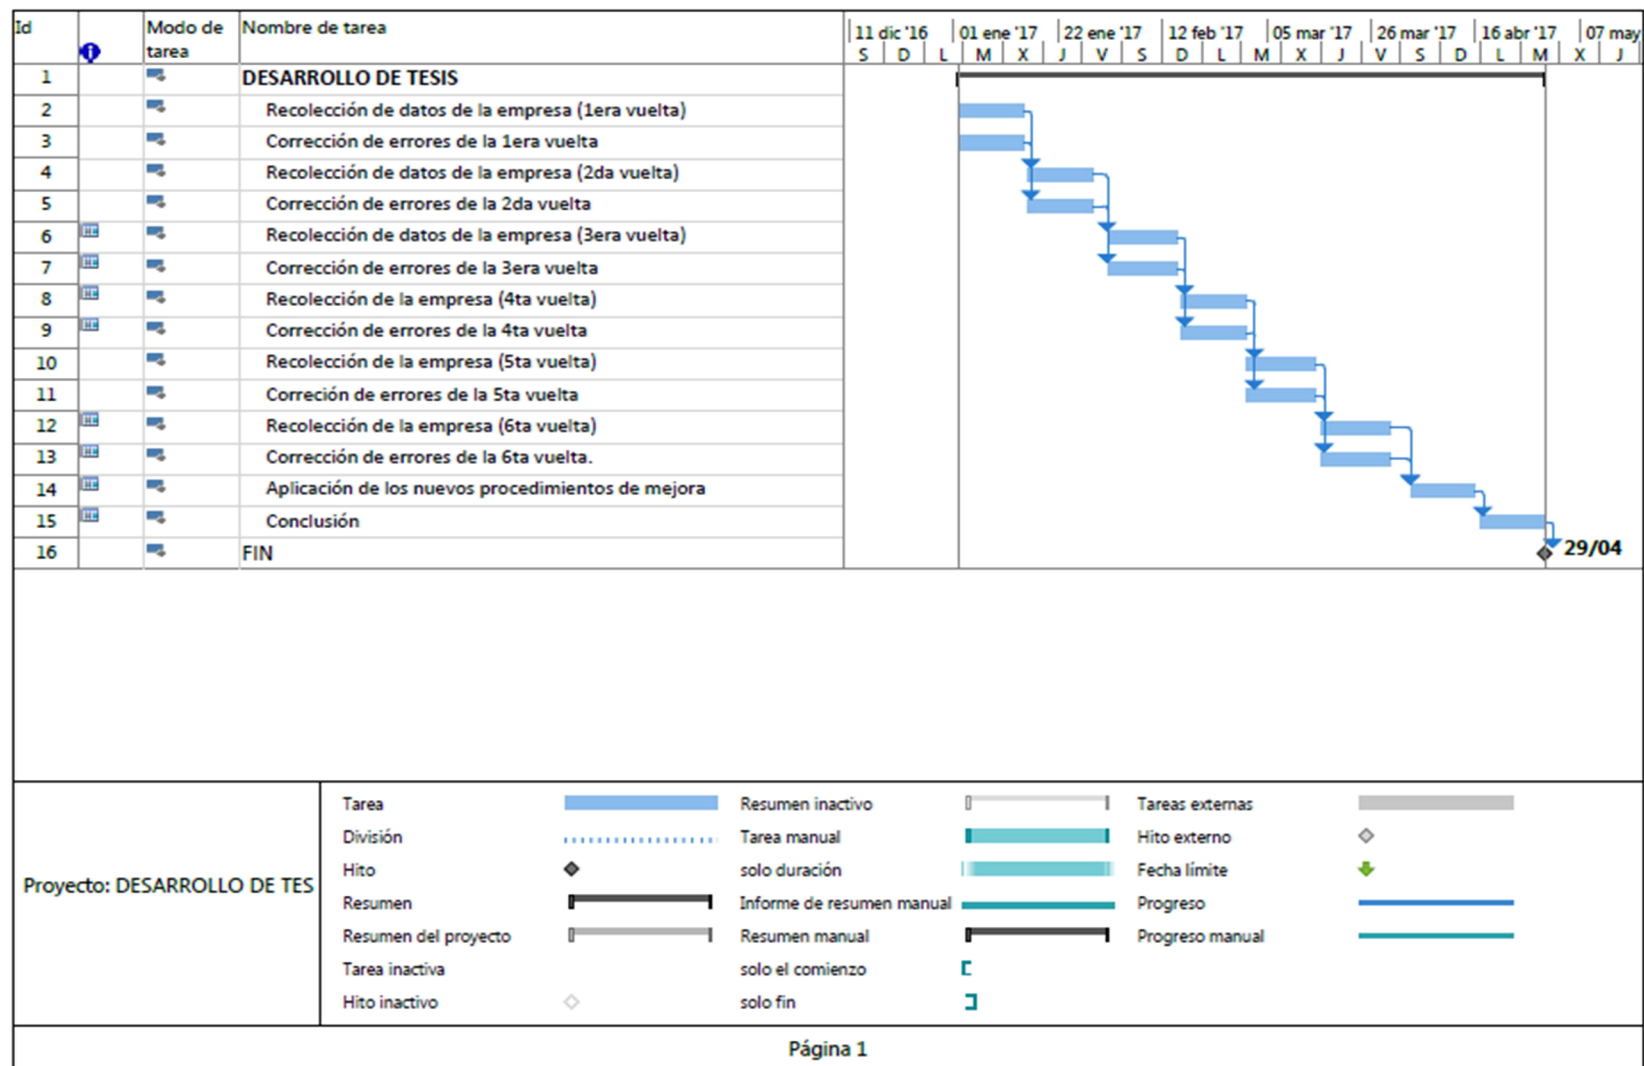 Id Modo de tarea Nombre de tarea 11 dic '16 01 ene '17 22 ene '17 12 feb '17 05 mar '17 26 mar '17 16 abr '17 07 may
S D L M X J V S D L M X J V S D L M X J
1 DESARROLLO DE TESIS
2 Recolección de datos de la empresa (1era vuelta)
3 Corrección de errores de la 1era vuelta
4 Recolección de datos de la empresa (2da vuelta)
5 Corrección de errores de la 2da vuelta
6 Recolección de datos de la empresa (3era vuelta)
7 Corrección de errores de la 3era vuelta
8 Recolección de la empresa (4ta vuelta)
9 Corrección de errores de la 4ta vuelta
10 Recolección de la empresa (5ta vuelta)
11 Correción de errores de la 5ta vuelta
12 Recolección de la empresa (6ta vuelta)
13 Corrección de errores de la 6ta vuelta.
14 Aplicación de los nuevos procedimientos de mejora
15 Conclusión
16 FIN 29/04
Proyecto: DESARROLLO DE TES
Tarea Resumen inactivo Tareas externas
División Tarea manual Hito externo
Hito solo duración Fecha límite
Resumen Informe de resumen manual Progreso
Resumen del proyecto Resumen manual Progreso manual
Tarea inactiva solo el comienzo
Hito inactivo solo fin
Página 1